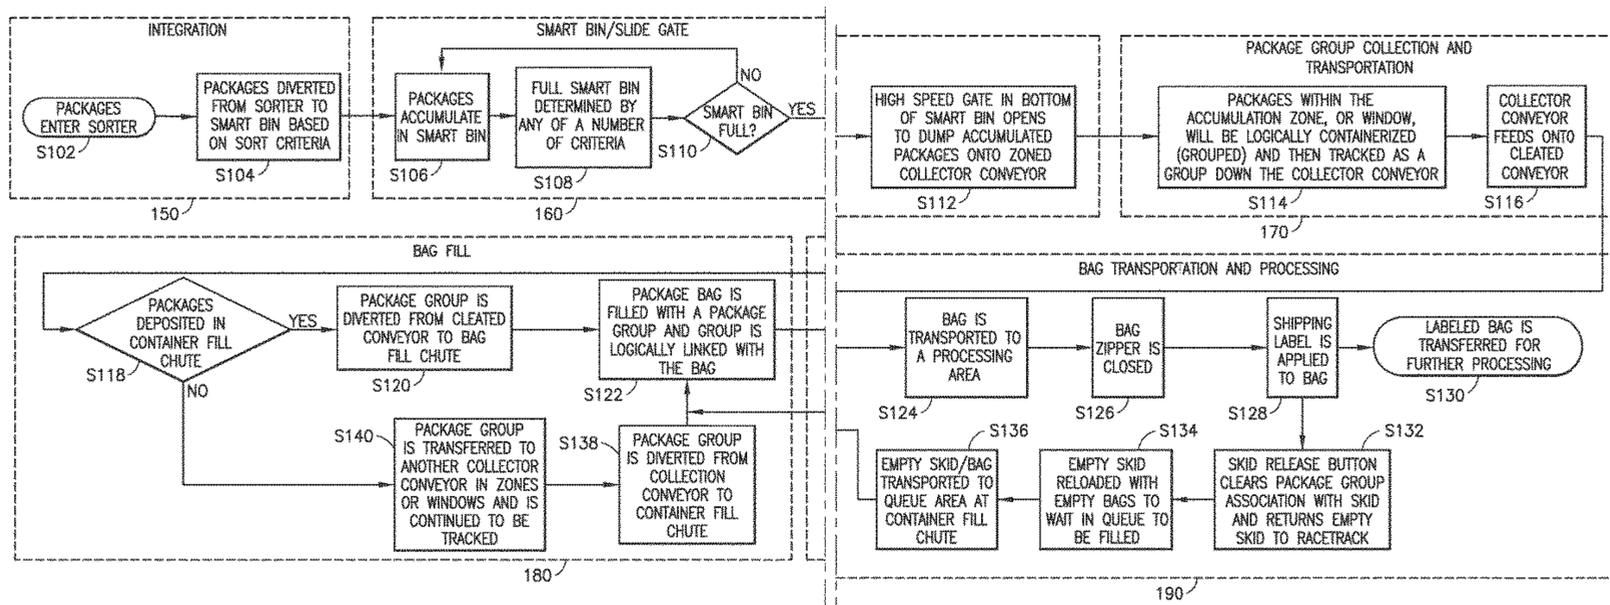 INTEGRATION
PACKAGES
ENTER SORTER
S102
PACKAGES DIVERTED
FROM SORTER TO
SMART BIN BASED
ON SORT CRITERIA
S104
150
SMART BIN/SLIDE GATE
PACKAGES
ACCUMULATE
IN SMART BIN
S106
FULL SMART BIN
DETERMINED BY
ANY OF A NUMBER
OF CRITERIA
S108
SMART BIN
FULL?
NO
YES
S110
160
HIGH SPEED GATE IN BOTTOM
OF SMART BIN OPENS
TO DUMP ACCUMULATED
PACKAGES ONTO ZONED
COLLECTOR CONVEYOR
S112
PACKAGE GROUP COLLECTION AND
TRANSPORTATION
PACKAGES WITHIN THE
ACCUMULATION ZONE, OR WINDOW,
WILL BE LOGICALLY CONTAINERIZED
(GROUPED) AND THEN TRACKED AS A
GROUP DOWN THE COLLECTOR CONVEYOR
S114
COLLECTOR
CONVEYOR
FEEDS ONTO
CLEATED
CONVEYOR
S116
170
BAG FILL
PACKAGES
DEPOSITED IN
CONTAINER FILL
CHUTE
YES
S118
NO
PACKAGE GROUP IS
DIVERTED FROM CLEATED
CONVEYOR TO BAG
FILL CHUTE
S120
PACKAGE BAG IS
FILLED WITH A PACKAGE
GROUP AND GROUP IS
LOGICALLY LINKED WITH
THE BAG
S122
S140
PACKAGE GROUP
IS TRANSFERRED TO
ANOTHER COLLECTOR
CONVEYOR IN ZONES
OR WINDOWS AND IS
CONTINUED TO BE
TRACKED
S138
PACKAGE GROUP
IS DIVERTED FROM
COLLECTION
CONVEYOR TO
CONTAINER FILL
CHUTE
180
BAG TRANSPORTATION AND PROCESSING
BAG IS
TRANSPORTED TO
A PROCESSING
AREA
S124
BAG
ZIPPER IS
CLOSED
S126
SHIPPING
LABEL IS
APPLIED
TO BAG
S128
LABELED BAG IS
TRANSFERRED FOR
FURTHER PROCESSING
S130
S136
EMPTY SKID/BAG
TRANSPORTED TO
QUEUE AREA AT
CONTAINER FILL
CHUTE
S134
EMPTY SKID
RELOADED WITH
EMPTY BAGS TO
WAIT IN QUEUE TO
BE FILLED
S132
SKID RELEASE BUTTON
CLEARS PACKAGE GROUP
ASSOCIATION WITH SKID
AND RETURNS EMPTY
SKID TO RACETRACK
190